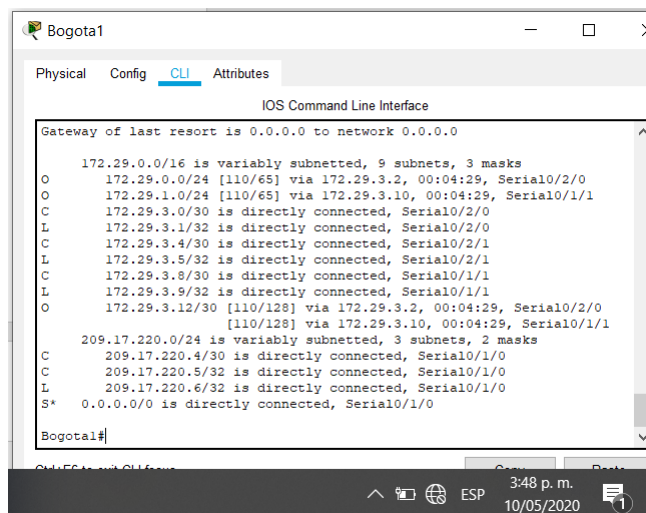 Bogota1
Physical Config CLI Attributes
IOS Command Line Interface
Gateway of last resort is 0.0.0.0 to network 0.0.0.0
172.29.0.0/16 is variably subnetted, 9 subnets, 3 masks
O 172.29.0.0/24 [110/65] via 172.29.3.2, 00:04:29, Serial0/2/0
O 172.29.1.0/24 [110/65] via 172.29.3.10, 00:04:29, Serial0/1/1
C 172.29.3.0/30 is directly connected, Serial0/2/0
L 172.29.3.1/32 is directly connected, Serial0/2/0
C 172.29.3.4/30 is directly connected, Serial0/2/1
L 172.29.3.5/32 is directly connected, Serial0/2/1
C 172.29.3.8/30 is directly connected, Serial0/1/1
L 172.29.3.9/32 is directly connected, Serial0/1/1
O 172.29.3.12/30 [110/128] via 172.29.3.2, 00:04:29, Serial0/2/0
[110/128] via 172.29.3.10, 00:04:29, Serial0/1/1
209.17.220.0/24 is variably subnetted, 3 subnets, 2 masks
C 209.17.220.4/30 is directly connected, Serial0/1/0
C 209.17.220.5/32 is directly connected, Serial0/1/0
L 209.17.220.6/32 is directly connected, Serial0/1/0
S* 0.0.0.0/0 is directly connected, Serial0/1/0
Bogota1#
Ctrl+F6 to exit CLI focus Copy Paste
ESP 3:48 p. m.
10/05/2020 1